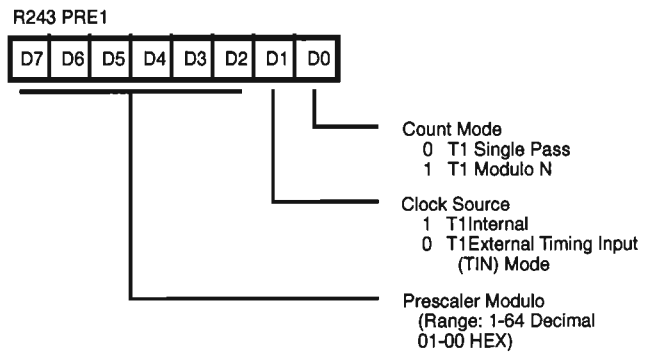 R243 PRE1
D7 D6 D5 D4 D3 D2 D1 D0
Count Mode
0 T1 Single Pass
1 T1 Modulo N
Clock Source
1 T1Internal
0 T1External Timing Input
(TIN) Mode
Prescaler Modulo
(Range: 1-64 Decimal
01-00 HEX)